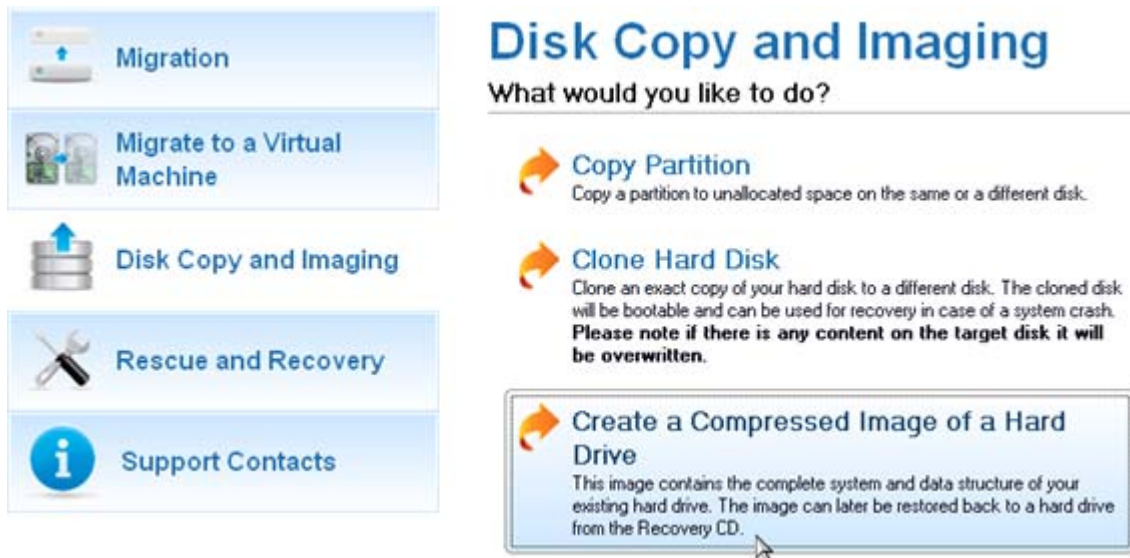 Migration
Migrate to a Virtual
Machine
Disk Copy and Imaging
Rescue and Recovery
Support Contacts
Disk Copy and Imaging
What would you like to do?
Copy Partition
Copy a partition to unallocated space on the same or a different disk.
Clone Hard Disk
Clone an exact copy of your hard disk to a different disk. The cloned disk
will be bootable and can be used for recovery in case of a system crash.
Please note if there is any content on the target disk it will
be overwritten.
Create a Compressed Image of a Hard
Drive
This image contains the complete system and data structure of your
existing hard drive. The image can later be restored back to a hard drive
from the Recovery CD.